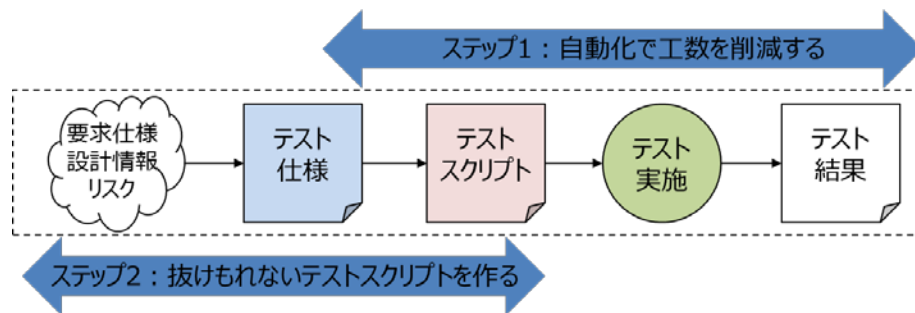 ステップ1：自動化で工数を削減する
要求仕様
設計情報
リスク
テスト
仕様
テスト
スクリプト
テスト
実施
テスト
結果
ステップ2：抜けもれないテストスクリプトを作る